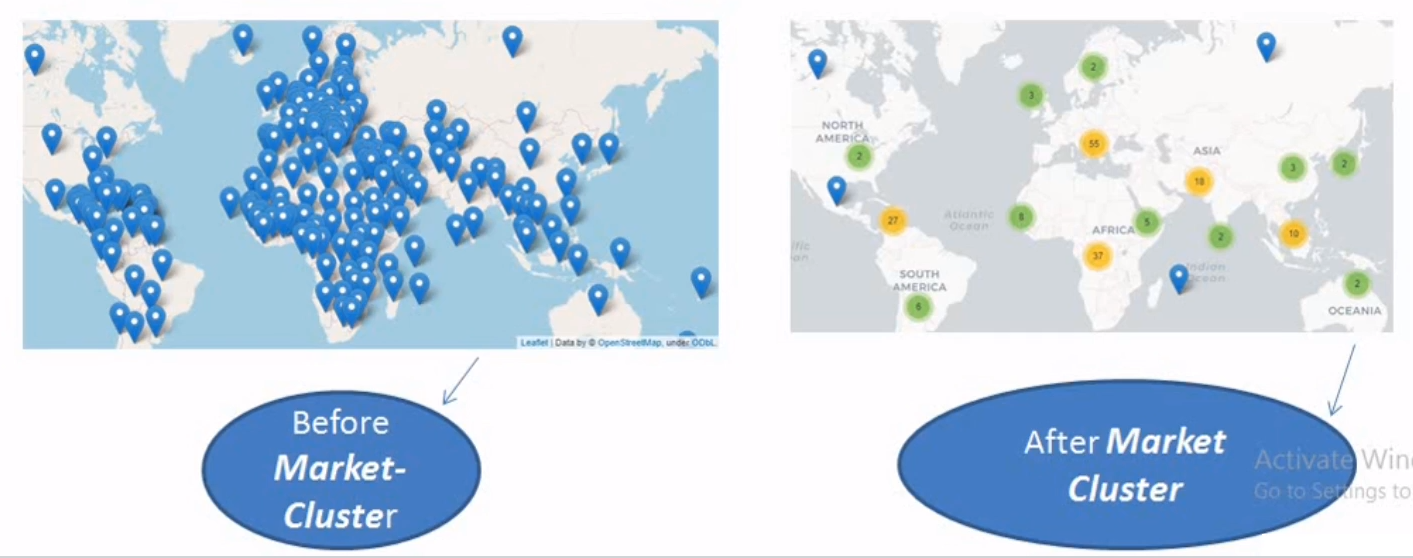 Leaflet | Data by © OpenStreetMap, under ODbL.
Before
Market-
Cluster
2
3
NORTH
AMERICA
2
55
ASIA
18
3
2
27
Atlantic
Ocean
8
AFRICA
5
2
10
37
Indian
Ocean
SOUTH
AMERICA
6
2
OCEANIA
After Market
Cluster
Activate Win
Go to Settings to